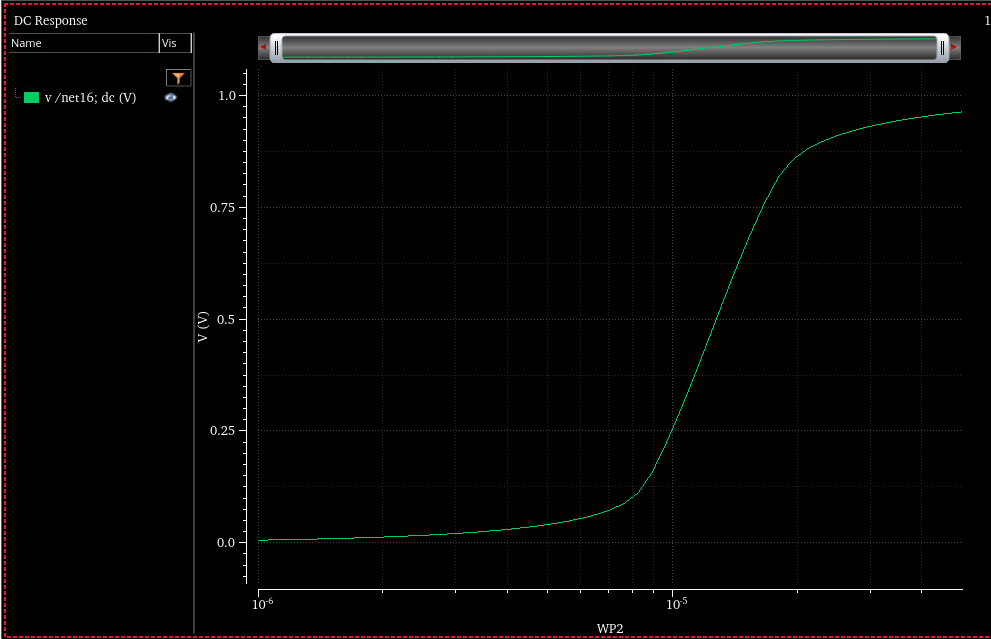 DC Response
1
Name Vis
v /net16; dc (V)
V (V)
1.0
0.75
0.5
0.25
0.0
10-6
10-5
WP2